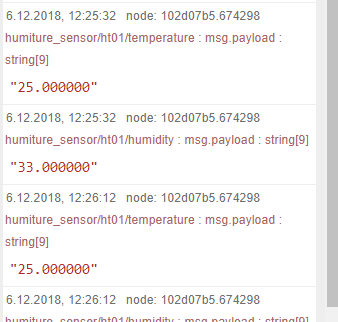 6.12.2018, 12:25:32 node: 102d07b5.674298
humiture_sensor/ht01/temperature : msg.payload :
string[9]
"25.000000"
6.12.2018, 12:25:32 node: 102d07b5.674298
humiture_sensor/ht01/humidity : msg.payload : string[9]
"33.000000"
6.12.2018, 12:26:12 node: 102d07b5.674298
humiture_sensor/ht01/temperature : msg.payload :
string[9]
"25.000000"
6.12.2018, 12:26:12 node: 102d07b5.674298
humiture_sensor/ht01/humidity : msg.payload : string[9]